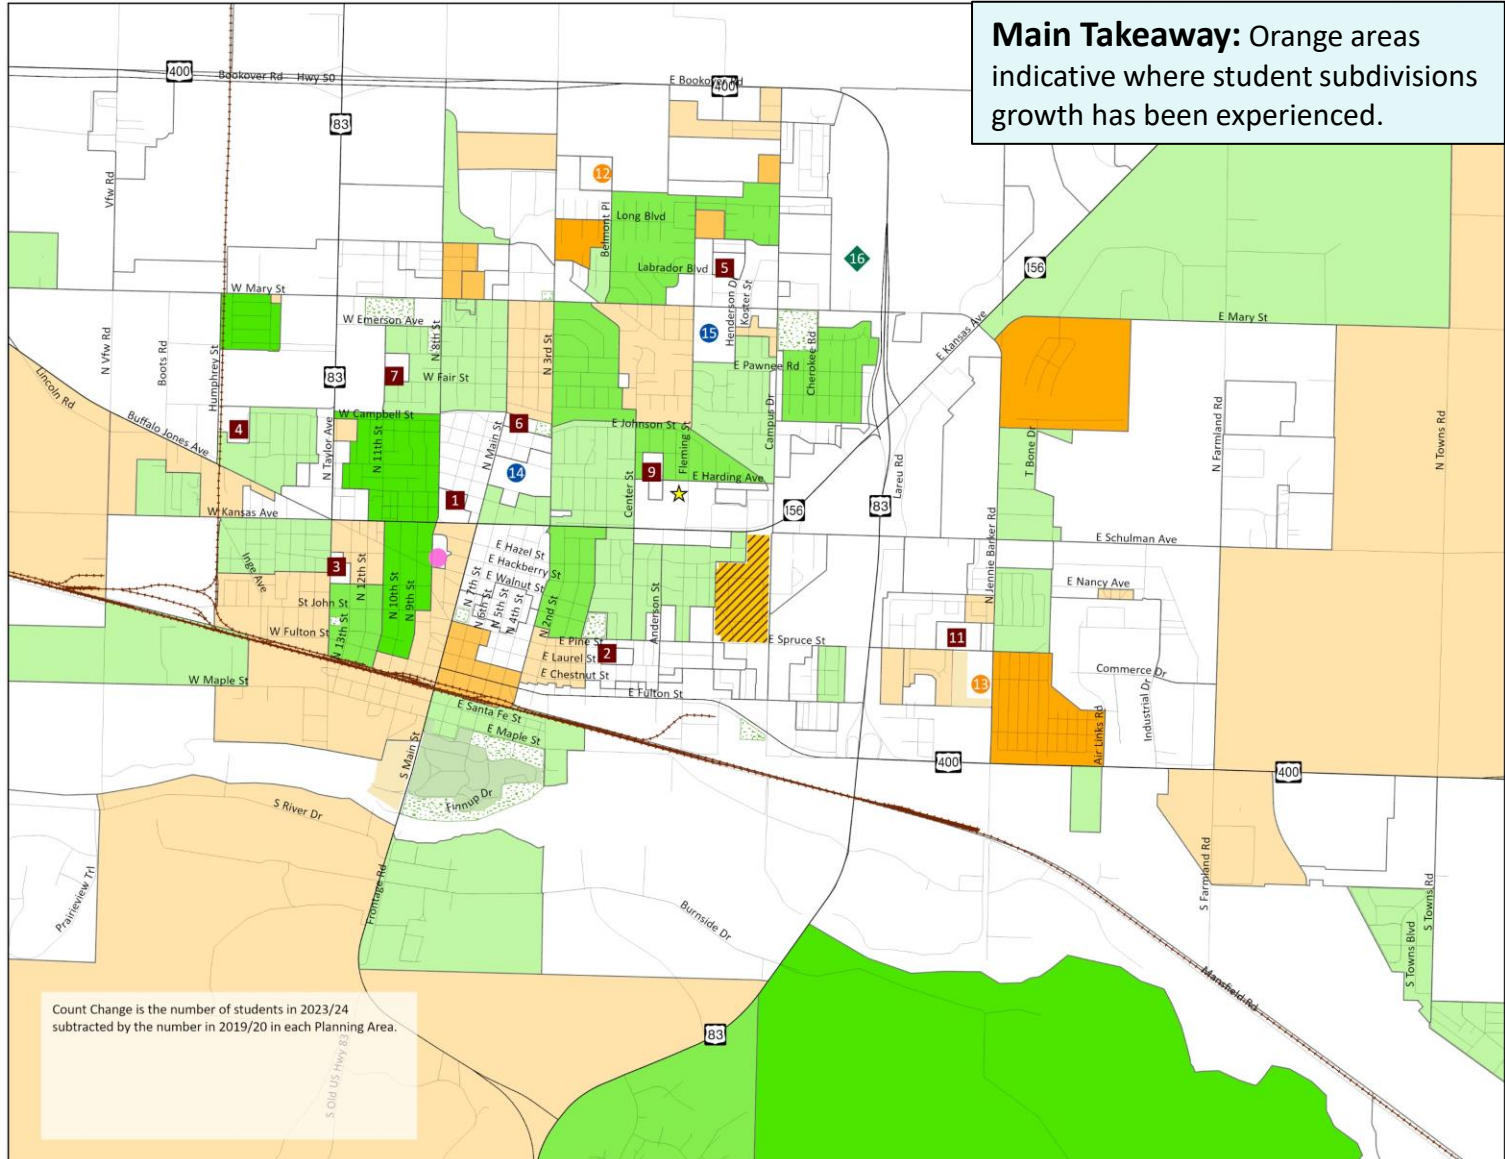 Main Takeaway: Orange areas
indicative where student subdivisions
growth has been experienced.
400
Bookover Rd
Hwy 50
E Bookover Rd
400
83
Vfw Rd
12
Belmont Pl
Long Blvd
16
Labrador Blvd
5
156
W Mary St
Henderson Dr
Koster St
E Mary St
W Emerson Ave
N 8th St
15
E Kansas Ave
N Vfw Rd
Boots Rd
Humphrey St
N 3rd St
E Pawnee Rd
Cherokee Rd
83
7
W Fair St
Lincoln Rd
Buffalo Jones Ave
W Campbell St
6
E Johnson St
Campus Dr
4
N Taylor Ave
N 11th St
N Main St
Fleming St
T Bone Dr
N Farmland Rd
N Towns Rd
14
9
E Harding Ave
Lareu Rd
1
Center St
156
83
W Kansas Ave
N Jennie Barker Rd
E Schulman Ave
E Hazel St
E Hackberry St
E Walnut St
3
Inge Ave
N 12th St
N 10th St
N 9th St
N 7th St
N 6th St
N 5th St
N 4th St
N 2nd St
Anderson St
E Nancy Ave
St John St
W Fulton St
N 13th St
E Pine St
2
E Spruce St
11
E Laurel St
E Chestnut St
Commerce Dr
W Maple St
E Fulton St
13
E Santa Fe St
Industrial Dr
Air Links Rd
E Maple St
S Main St
400
400
S River Dr
Finnup Dr
Prairieview Trl
Frontage Rd
S Farmland Rd
Burnside Dr
S Towns Blvd
S Towns Rd
Mansfield Rd
Count Change is the number of students in 2023/24
subtracted by the number in 2019/20 in each Planning Area.
83
S Old US Hwy 83